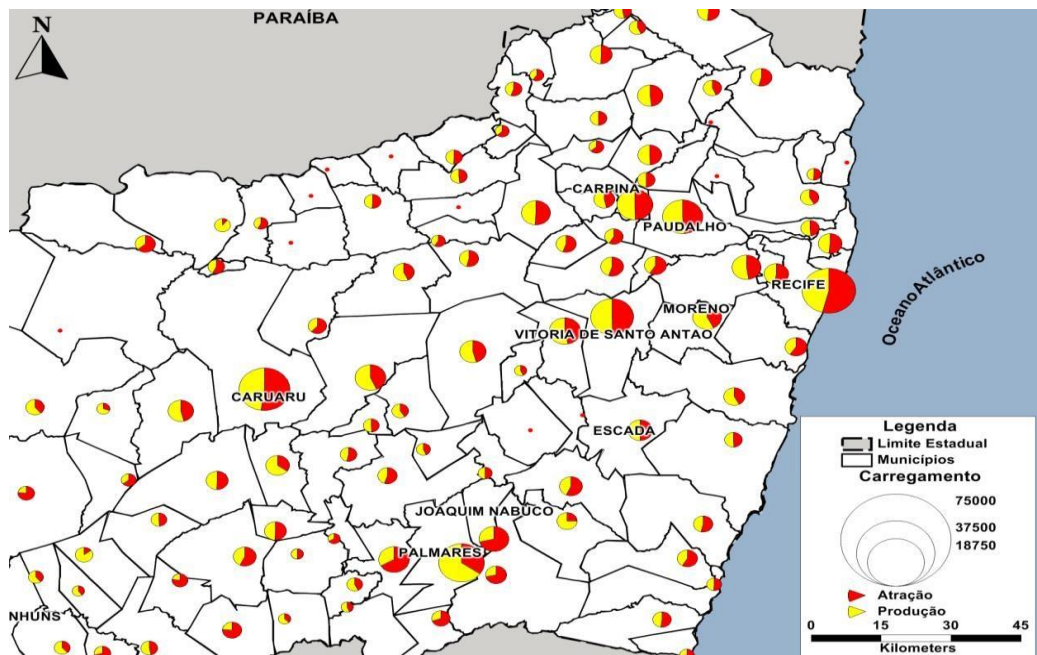 PARAÍBA
N
CARPINA
PAUDALHO
RECIFE
Oceano Atlântico
MORENO
VITORIA DE SANTO ANTAO
CARUARU
ESCADA
JOAQUIM NABUCO
PALMARES
NHUNS
Legenda
Limite Estadual
Municípios
Carregamento
75000
37500
18750
Atração
Produção
0 15 30 45
Kilometers